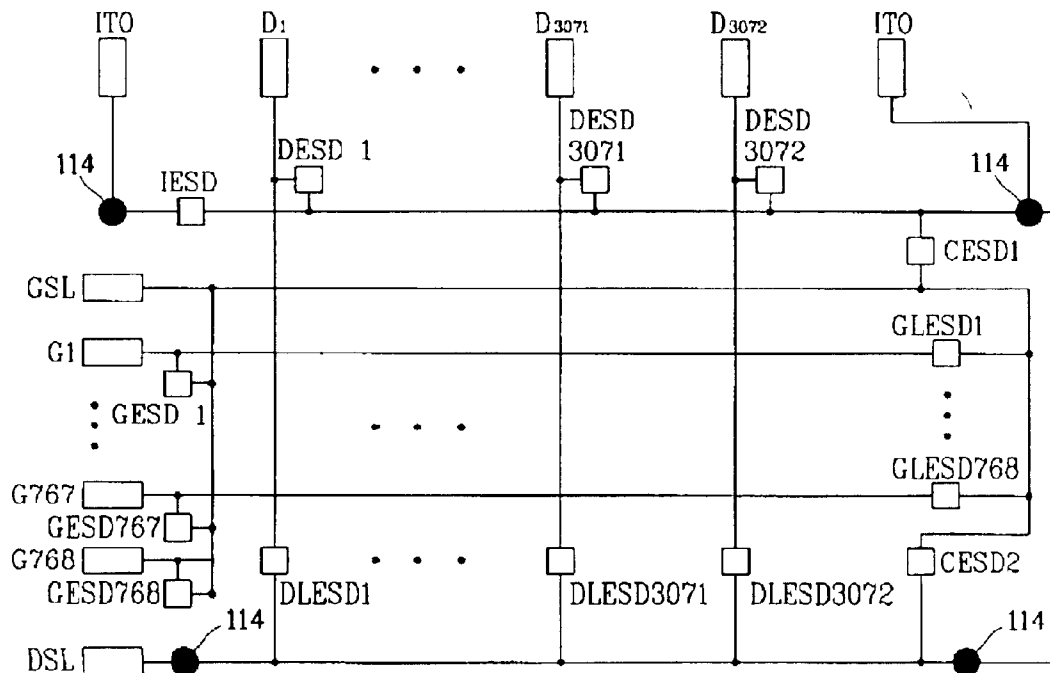 ITO D1 D3071 D3072 ITO
DESD 1 DESD 3071 DESD 3072
114 IESD 114
CESD1
GSL
GLESD1
G1
GESD 1
GLESD768
G767
GESD767
G768 CESD2
GESD768 DLESD1 DLESD3071 DLESD3072
114 114
DSL